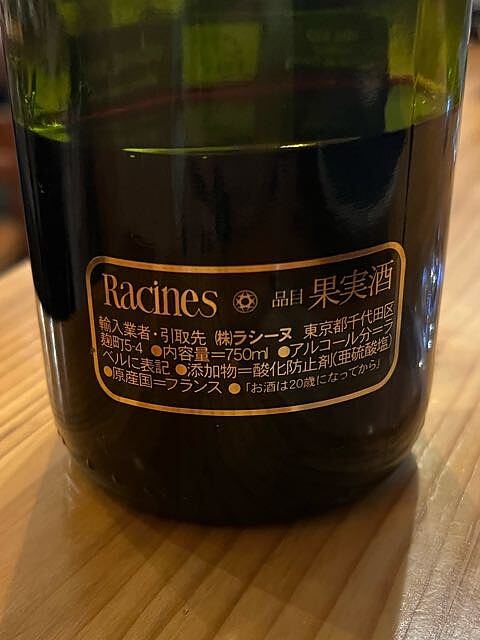 Racines 品目 果実酒
輸入業者・引取先 (株)ラシーヌ 東京都千代田区
麹町5-4 ●内容量=750ml ●アルコール分=ラ
ベルに表記 ●添加物=酸化防止剤(亜硫酸塩)
●原産国=フランス ●「お酒は20歳になってから」